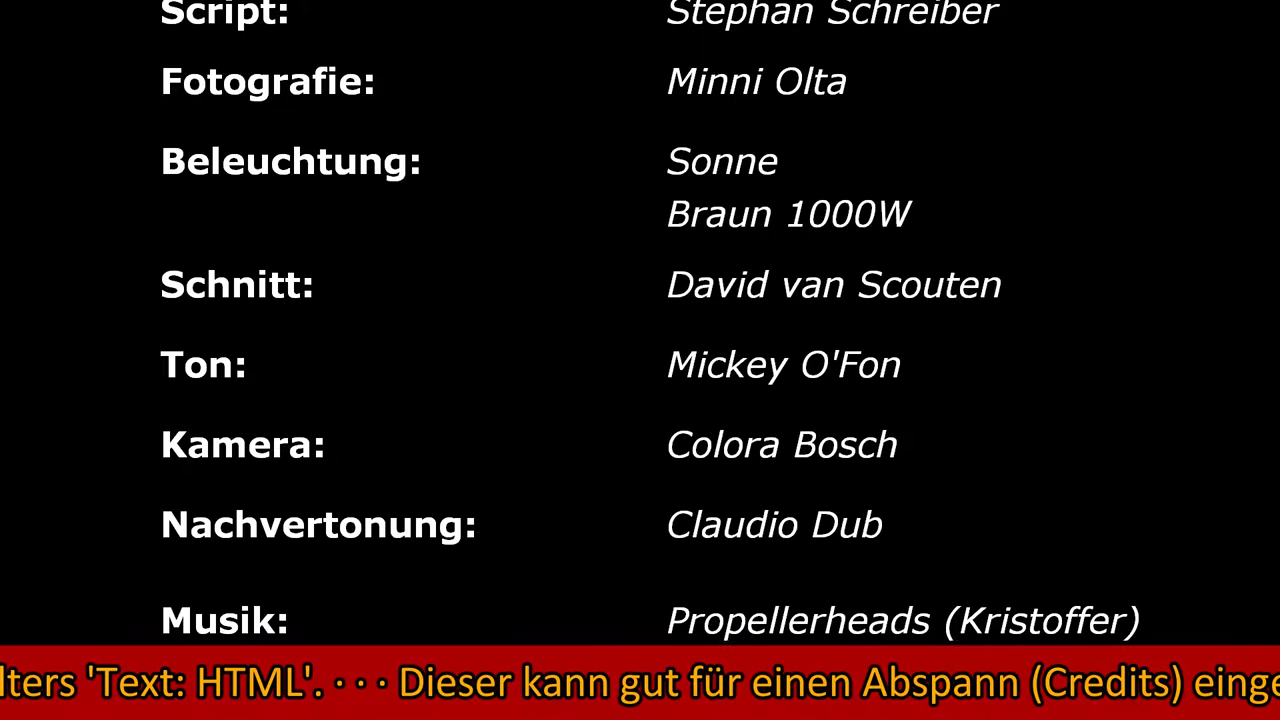 Script: Stephan Schreiber
Fotografie: Minni Olta
Beleuchtung: Sonne
Braun 1000W
Schnitt: David van Scouten
Ton: Mickey O'Fon
Kamera: Colora Bosch
Nachvertonung: Claudio Dub
Musik: Propellerheads (Kristoffer)
lters 'Text: HTML'. · · · Dieser kann gut für einen Abspann (Credits) einge